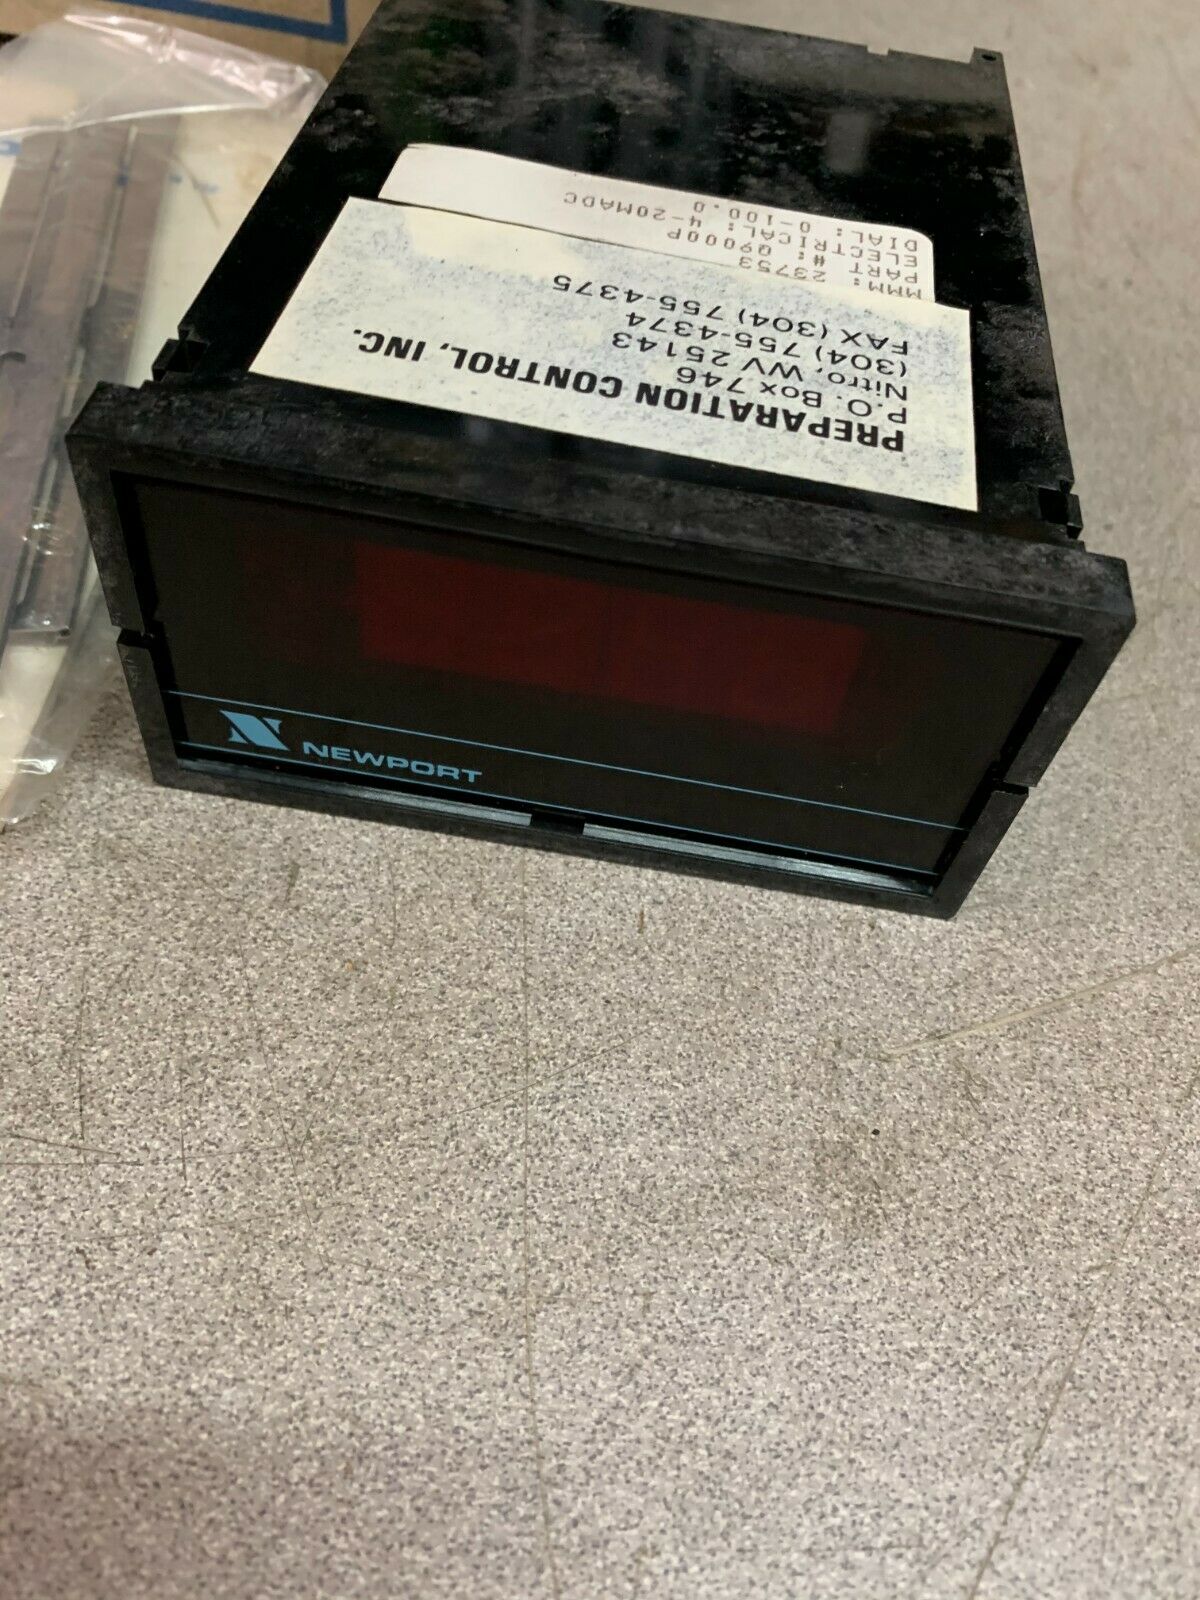 PREPARATION CONTROL, INC.
P.O. Box 746
Nitro, WV 25143
(304) 755-4374
FAX (304) 755-4375
MMM: 23753
PART #: Q9000P
ELECTRICAL: 4-20MADC
DIAL: 0-100.0
N NEWPORT